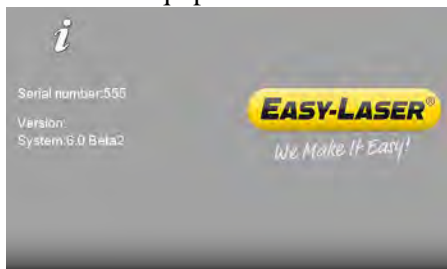 i
Serial number:555
Version:
System:6.0 Beta2
EASY-LASER®
We Make It Easy!